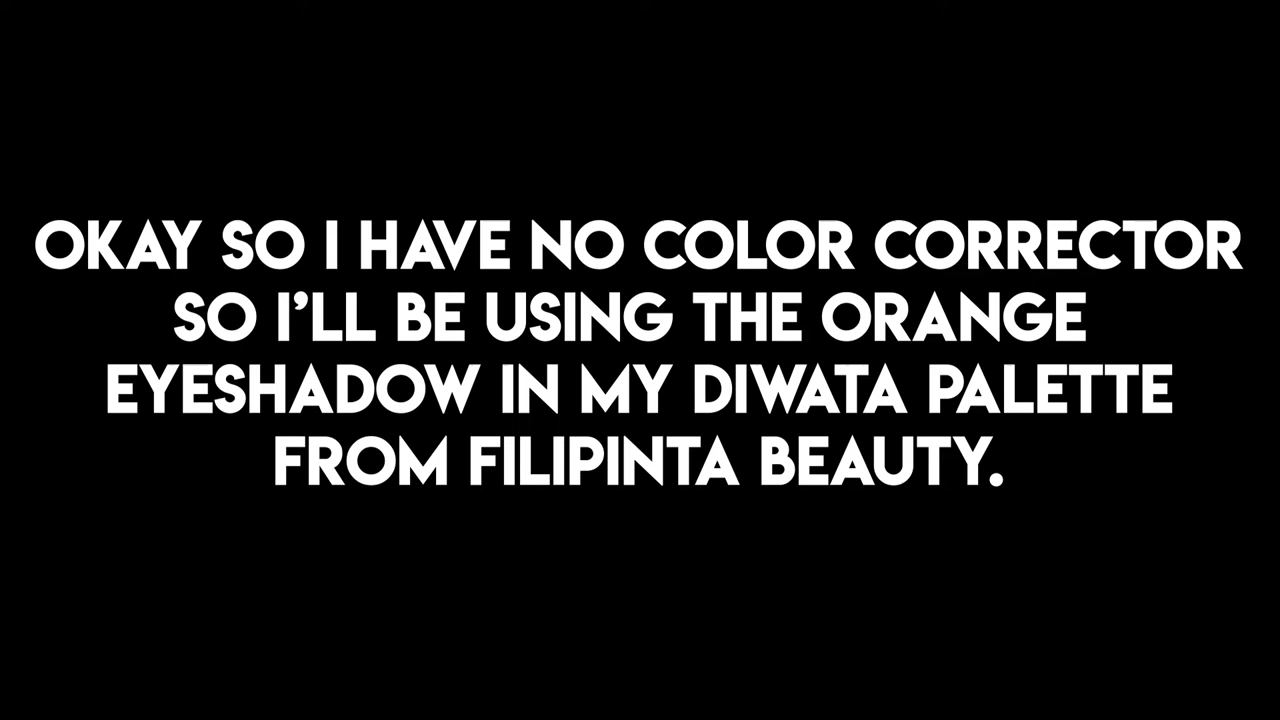 OKAY SO I HAVE NO COLOR CORRECTOR
SO I'LL BE USING THE ORANGE
EYESHADOW IN MY DIWATA PALETTE
FROM FILIPINTA BEAUTY.